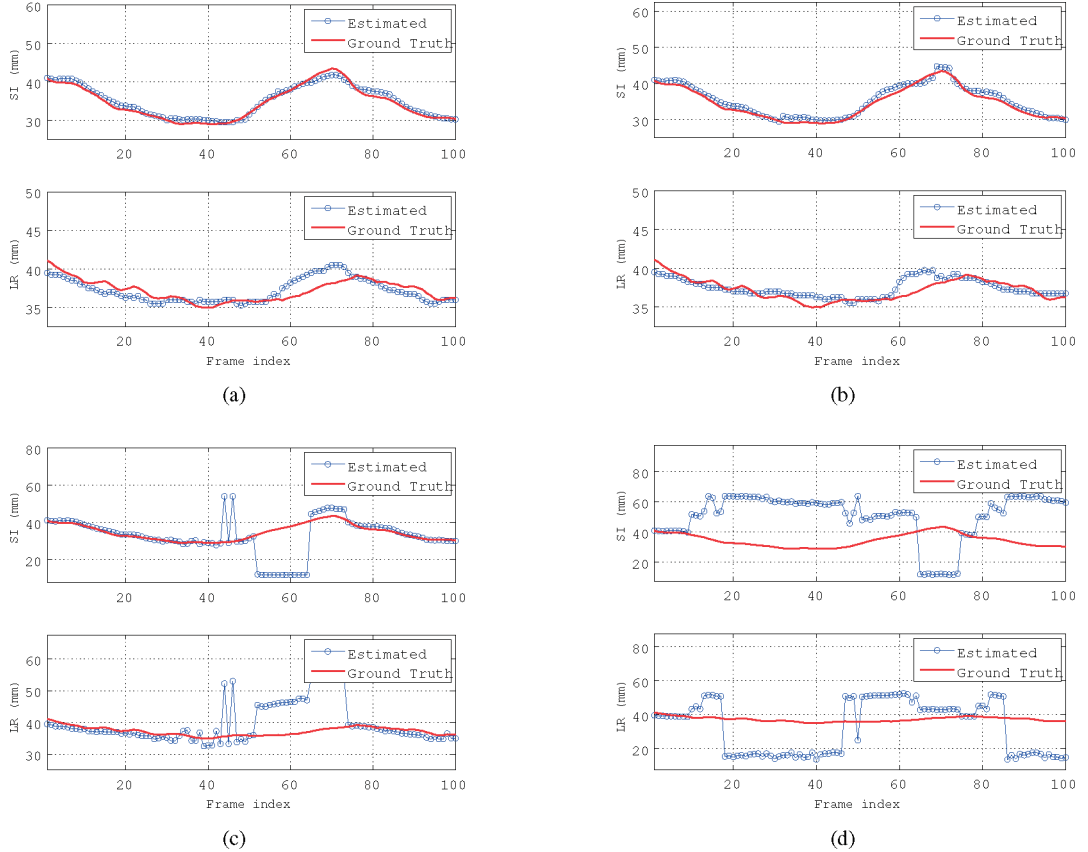 60
50
40
30
SI (mm)
Estimated
Ground Truth
20 40 60 80 100
50
45
40
35
LR (mm)
Estimated
Ground Truth
20 40 60 80 100
Frame index
(a)
60
50
40
30
SI (mm)
Estimated
Ground Truth
20 40 60 80 100
50
45
40
35
LR (mm)
Estimated
Ground Truth
20 40 60 80 100
Frame index
(b)
80
60
40
20
SI (mm)
Estimated
Ground Truth
20 40 60 80 100
60
50
40
30
LR (mm)
Estimated
Ground Truth
20 40 60 80 100
Frame index
(c)
80
60
40
20
SI (mm)
Estimated
Ground Truth
20 40 60 80 100
80
60
40
20
LR (mm)
Estimated
Ground Truth
20 40 60 80 100
Frame index
(d)